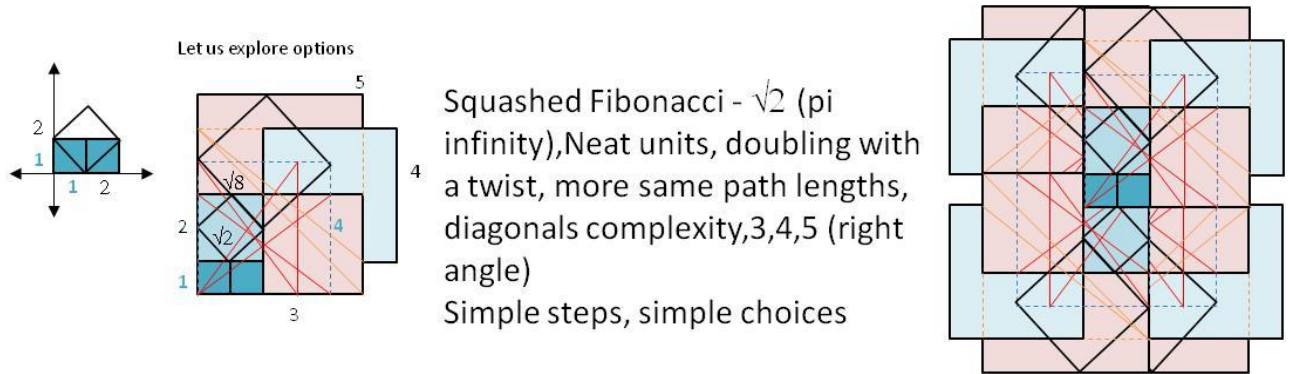 Let us explore options
2
1
1 2
5
4
√8
2
√2
4
1
3
Squashed Fibonacci - √2 (pi
infinity),Neat units, doubling with
a twist, more same path lengths,
diagonals complexity,3,4,5 (right
angle)
Simple steps, simple choices